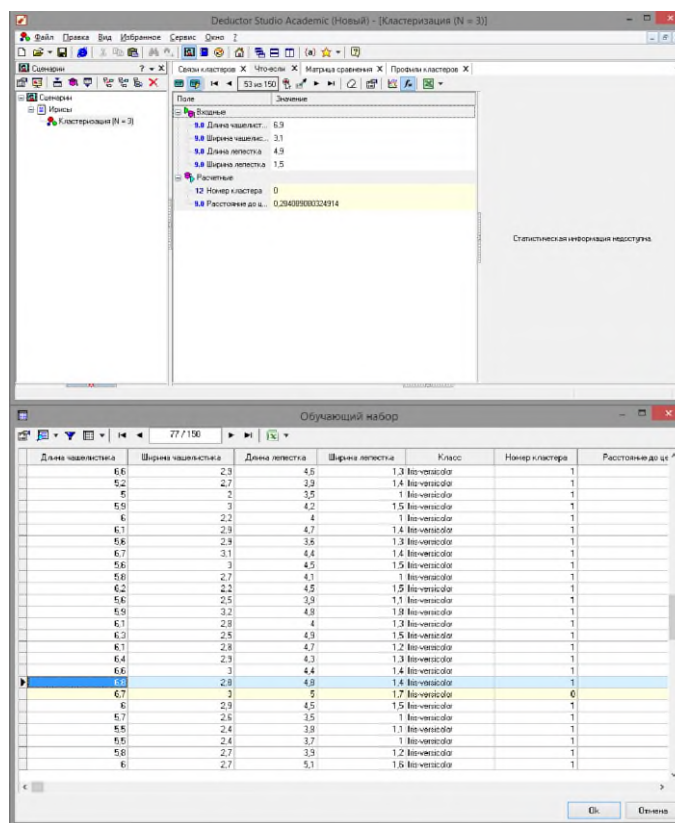 Deductor Studio Academic (Новый) - [Кластеризация (N = 3)]
Файл Правка Вид Избранное Сервис Окно ?
Сценарии
Связи кластеров X Что-если X Матрица сравнения X Профили кластеров X
53 из 150
Сценарии
Ирисы
Кластеризация (N = 3)
Поле Значение
Входные
9.0 Длина чашелист... 6,9
9.0 Ширина чашелис... 3,1
9.0 Длина лепестка 4,9
9.0 Ширина лепестка 1,5
Расчетные
12 Номер кластера 0
9.0 Расстояние до ц... 0,284089080324914
Статистическая информация недоступна
Обучающий набор
77 / 150
Длина чашелистика Ширина чашелистика Длина лепестка Ширина лепестка Класс Номер кластера Расстояние до це
6,6 2,9 4,6 1,3 Iris-versicolor 1
5,2 2,7 3,9 1,4 Iris-versicolor 1
5 2 3,5 1 Iris-versicolor 1
5,9 3 4,2 1,5 Iris-versicolor 1
6 2,2 4 1 Iris-versicolor 1
6,1 2,9 4,7 1,4 Iris-versicolor 1
5,6 2,9 3,6 1,3 Iris-versicolor 1
6,7 3,1 4,4 1,4 Iris-versicolor 1
5,6 3 4,5 1,5 Iris-versicolor 1
5,8 2,7 4,1 1 Iris-versicolor 1
6,2 2,2 4,5 1,5 Iris-versicolor 1
5,6 2,5 3,9 1,1 Iris-versicolor 1
5,9 3,2 4,8 1,8 Iris-versicolor 1
6,1 2,8 4 1,3 Iris-versicolor 1
6,3 2,5 4,9 1,5 Iris-versicolor 1
6,1 2,8 4,7 1,2 Iris-versicolor 1
6,4 2,9 4,3 1,3 Iris-versicolor 1
6,6 3 4,4 1,4 Iris-versicolor 1
6,8 2,8 4,8 1,4 Iris-versicolor 1
6,7 3 5 1,7 Iris-versicolor 0
6 2,9 4,5 1,5 Iris-versicolor 1
5,7 2,6 3,5 1 Iris-versicolor 1
5,5 2,4 3,8 1,1 Iris-versicolor 1
5,5 2,4 3,7 1 Iris-versicolor 1
5,8 2,7 3,9 1,2 Iris-versicolor 1
6 2,7 5,1 1,6 Iris-versicolor 1
Ok Отмена